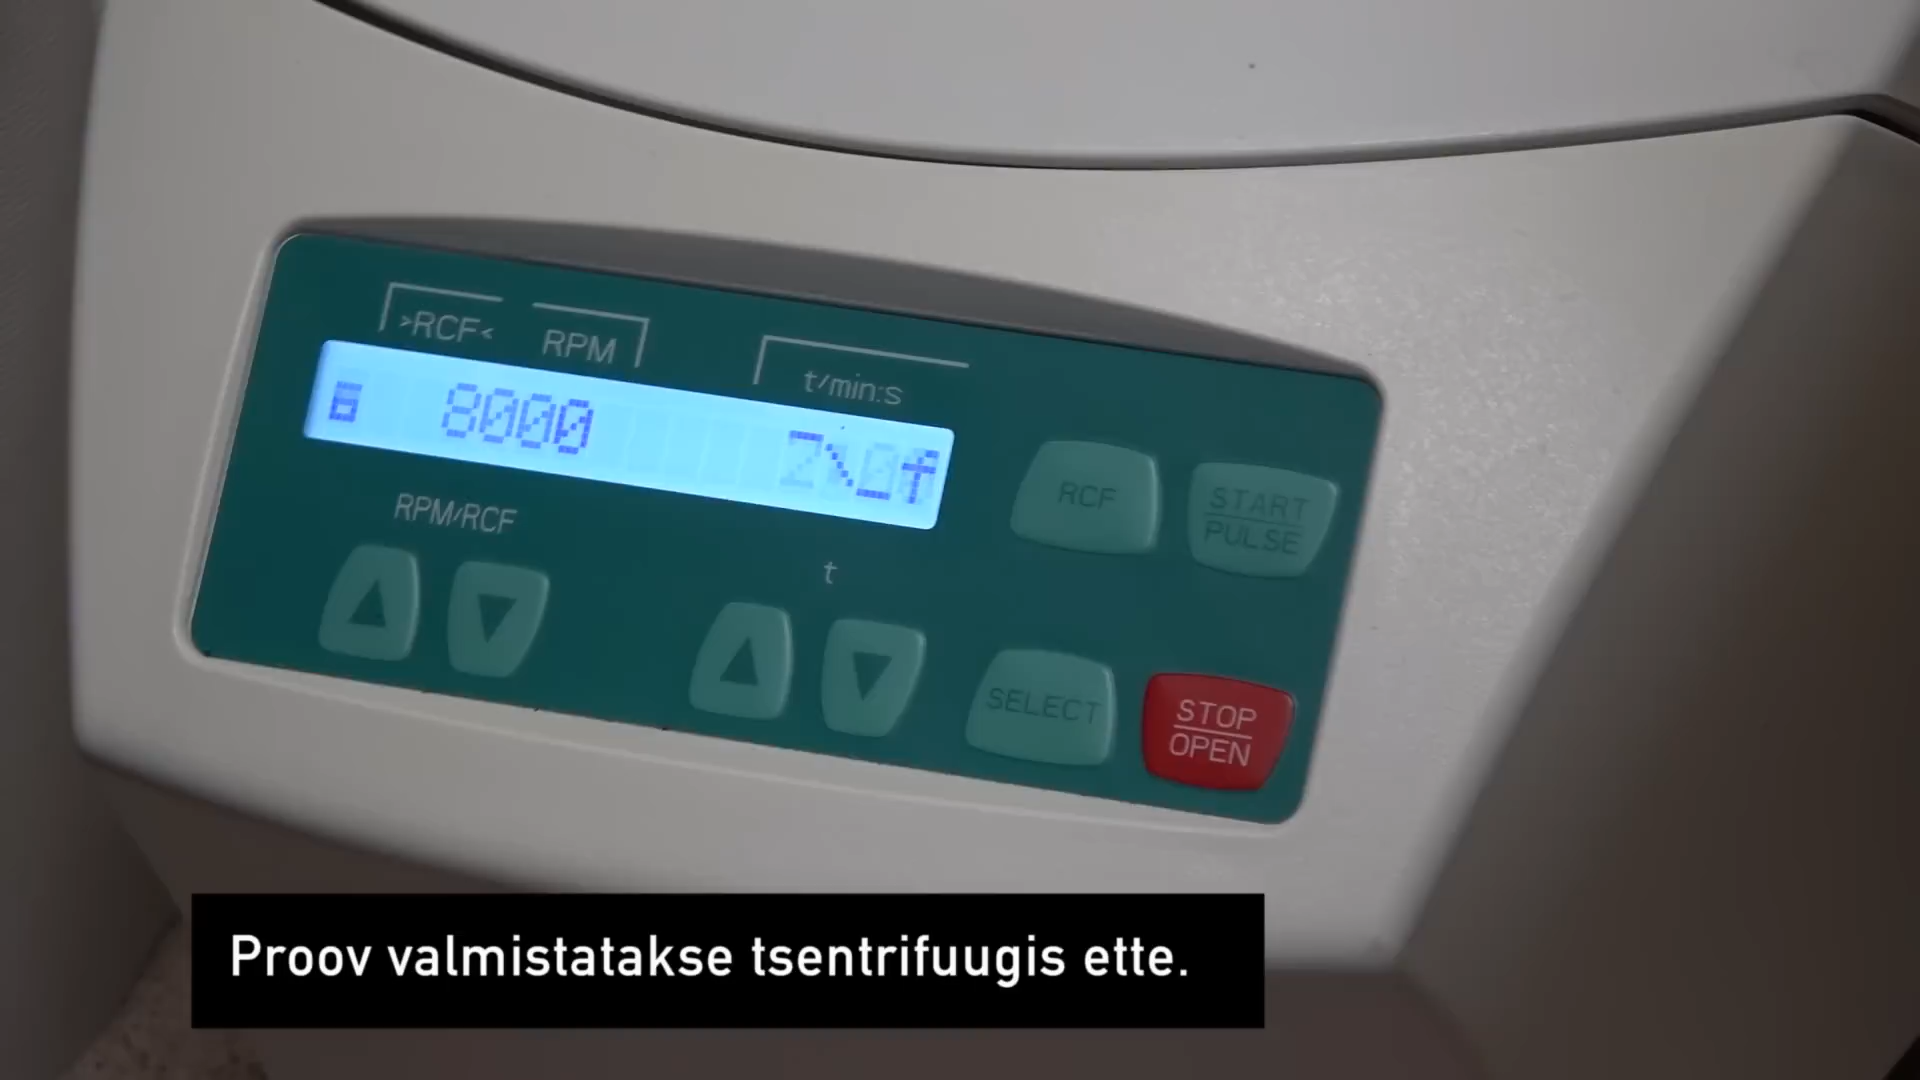 >RCF<
RPM
t/min:s
8000
RPM/RCF
t
RCF
START
PULSE
SELECT
STOP
OPEN
Proov valmistatakse tsentrifuugis ette.